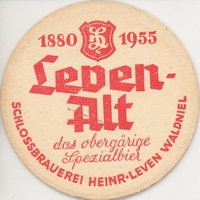 1880 1955
Leven-
Alt
das obergärige
Spezialbier
SCHLOSSBRAUEREI HEINR·LEVEN WALDNIEL